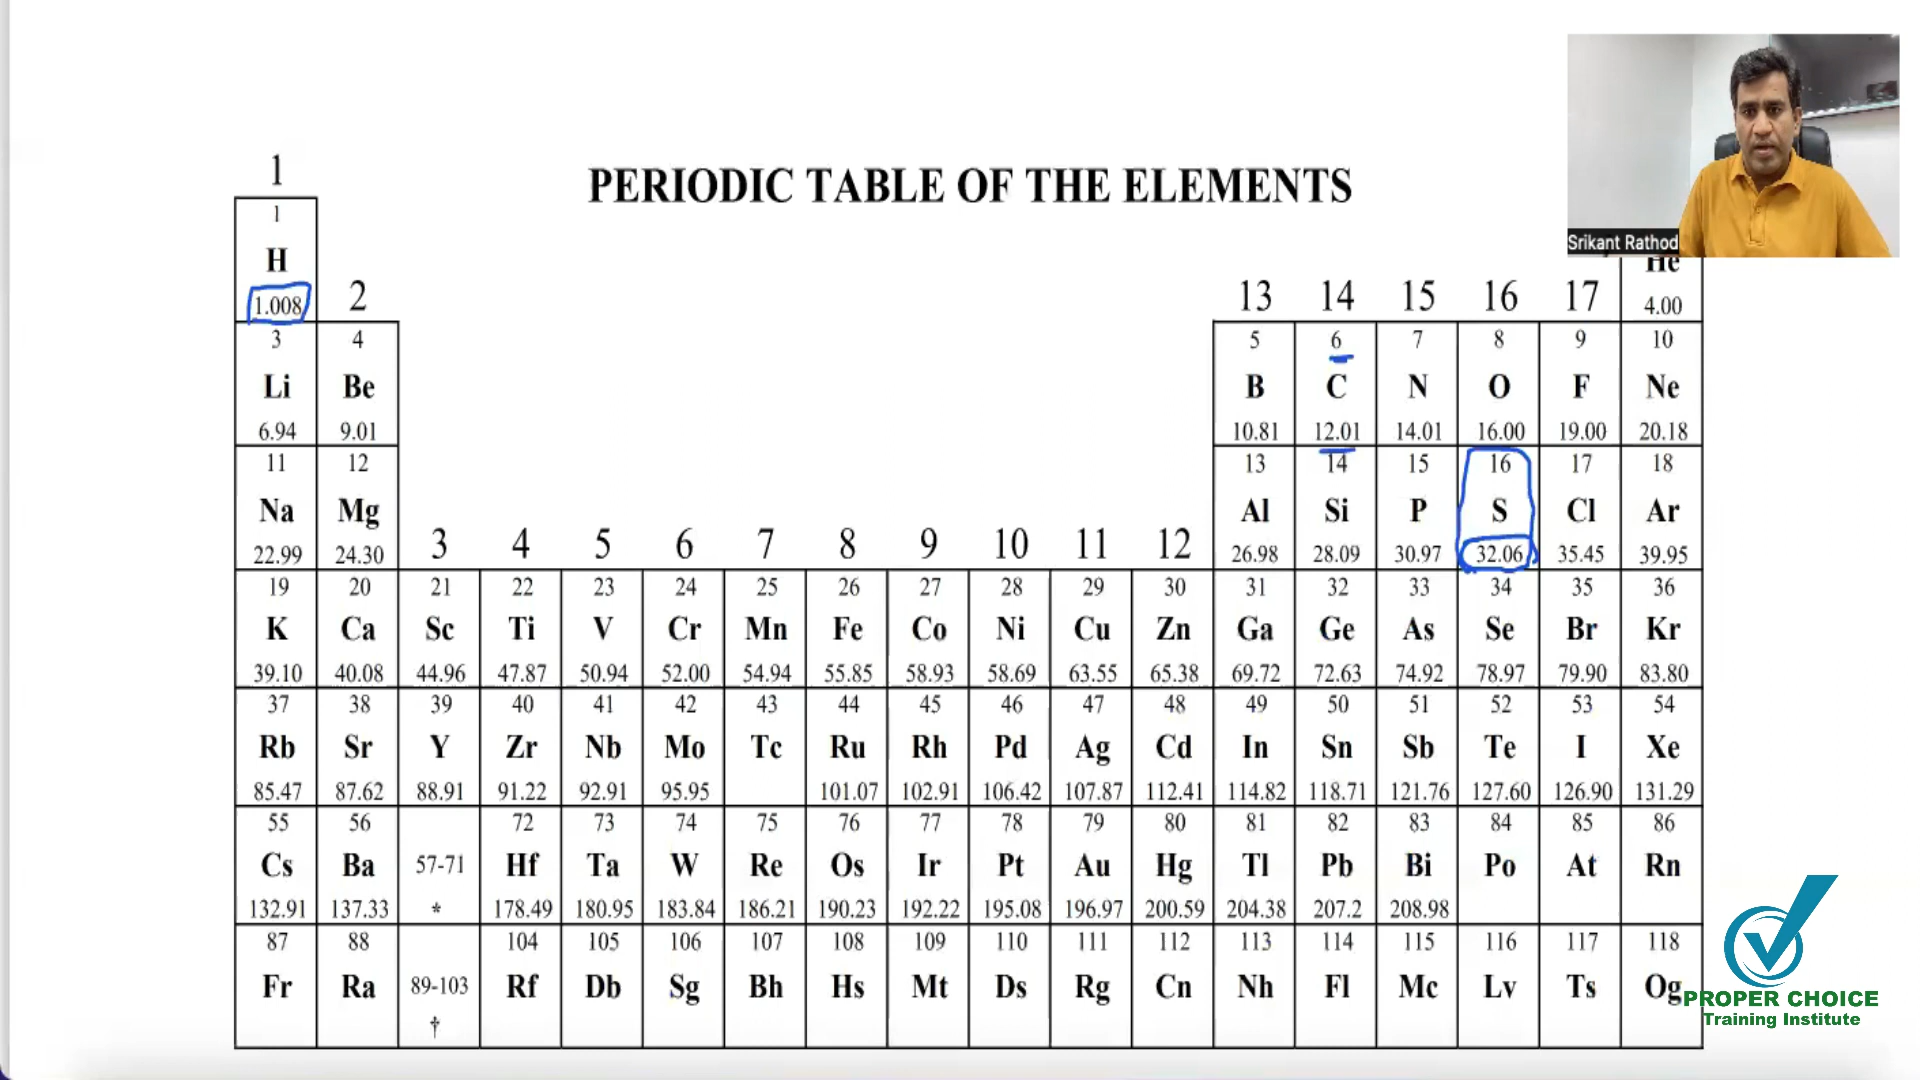 1
PERIODIC TABLE OF THE ELEMENTS
Srikant Rathod
1
H
1.008
2
13 14 15 16 17
He
4.00
3 4 5 6 7 8 9 10
Li Be B C N O F Ne
6.94 9.01 10.81 12.01 14.01 16.00 19.00 20.18
11 12 13 14 15 16 17 18
Na Mg Al Si P S Cl Ar
22.99 24.30 3 4 5 6 7 8 9 10 11 12 26.98 28.09 30.97 32.06 35.45 39.95
19 20 21 22 23 24 25 26 27 28 29 30 31 32 33 34 35 36
K Ca Sc Ti V Cr Mn Fe Co Ni Cu Zn Ga Ge As Se Br Kr
39.10 40.08 44.96 47.87 50.94 52.00 54.94 55.85 58.93 58.69 63.55 65.38 69.72 72.63 74.92 78.97 79.90 83.80
37 38 39 40 41 42 43 44 45 46 47 48 49 50 51 52 53 54
Rb Sr Y Zr Nb Mo Tc Ru Rh Pd Ag Cd In Sn Sb Te I Xe
85.47 87.62 88.91 91.22 92.91 95.95 101.07 102.91 106.42 107.87 112.41 114.82 118.71 121.76 127.60 126.90 131.29
55 56 72 73 74 75 76 77 78 79 80 81 82 83 84 85 86
Cs Ba 57-71 Hf Ta W Re Os Ir Pt Au Hg Tl Pb Bi Po At Rn
132.91 137.33 * 178.49 180.95 183.84 186.21 190.23 192.22 195.08 196.97 200.59 204.38 207.2 208.98
87 88 104 105 106 107 108 109 110 111 112 113 114 115 116 117 118
Fr Ra 89-103 Rf Db Sg Bh Hs Mt Ds Rg Cn Nh Fl Mc Lv Ts Og
†
PROPER CHOICE
Training Institute